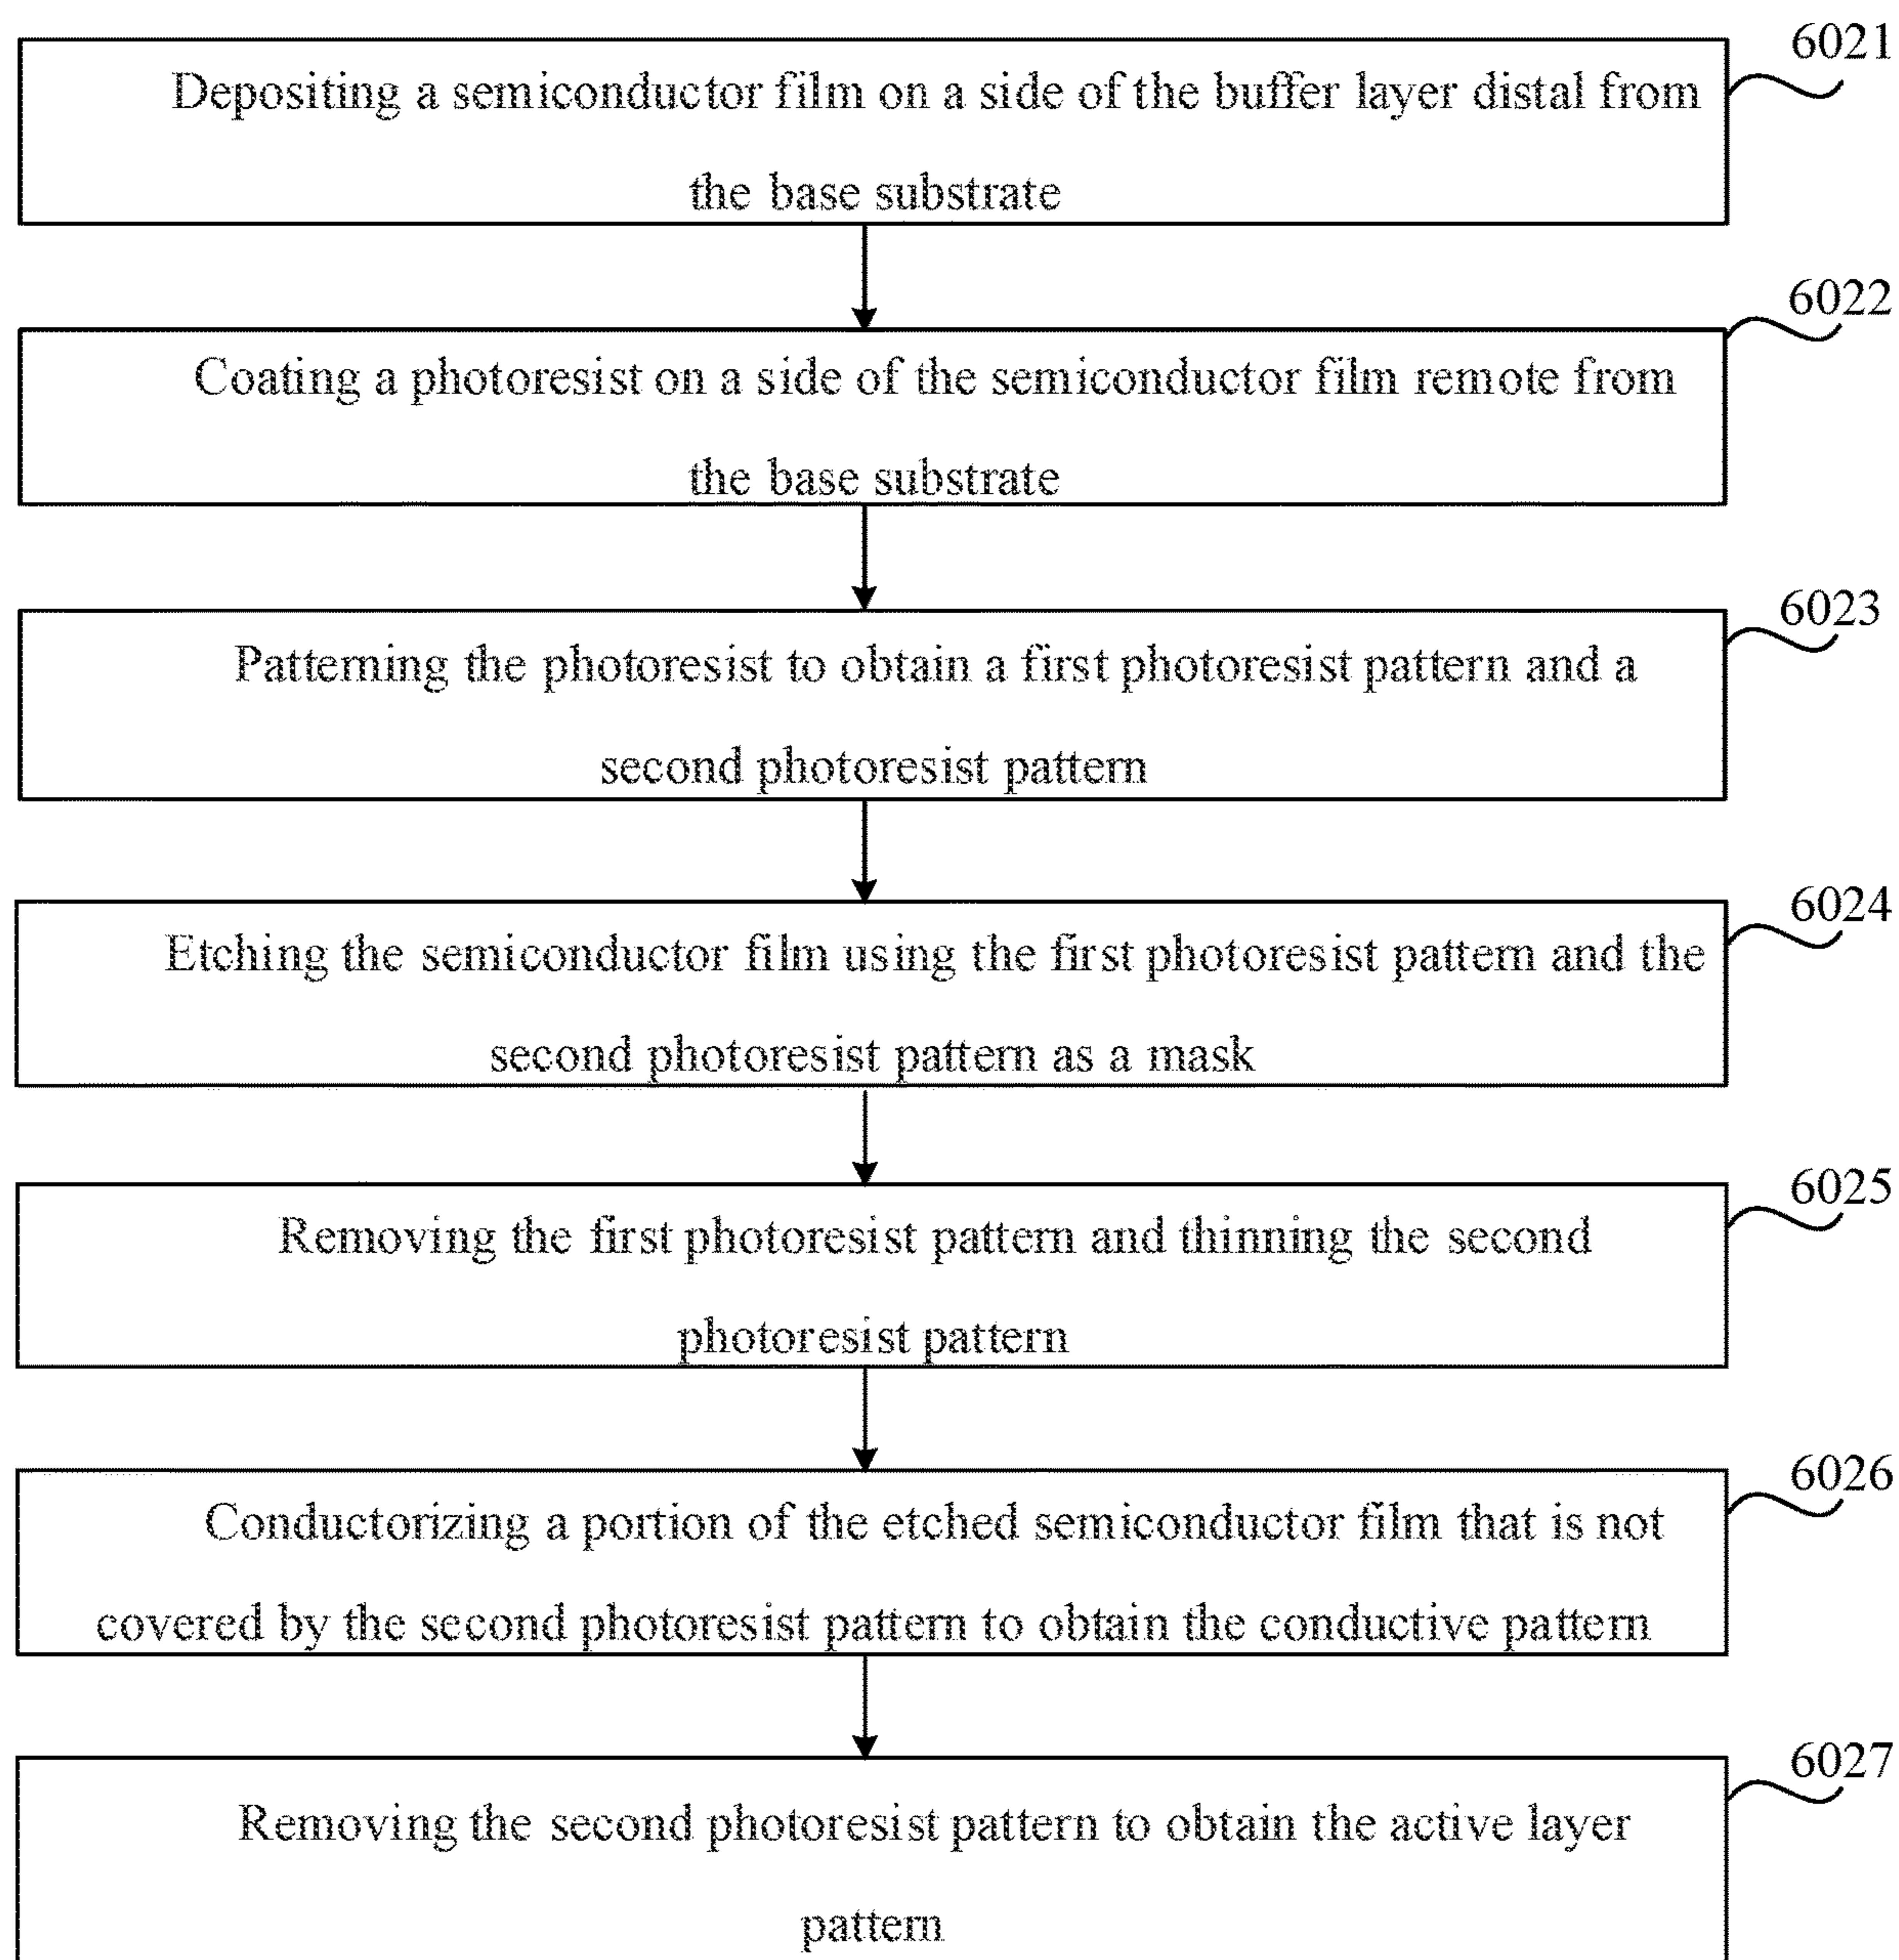 6021
Depositing a semiconductor film on a side of the buffer layer distal from
the base substrate
6022
Coating a photoresist on a side of the semiconductor film remote from
the base substrate
6023
Patterning the photoresist to obtain a first photoresist pattern and a
second photoresist pattern
6024
Etching the semiconductor film using the first photoresist pattern and the
second photoresist pattern as a mask
6025
Removing the first photoresist pattern and thinning the second
photoresist pattern
6026
Conductorizing a portion of the etched semiconductor film that is not
covered by the second photoresist pattern to obtain the conductive pattern
6027
Removing the second photoresist pattern to obtain the active layer
pattern